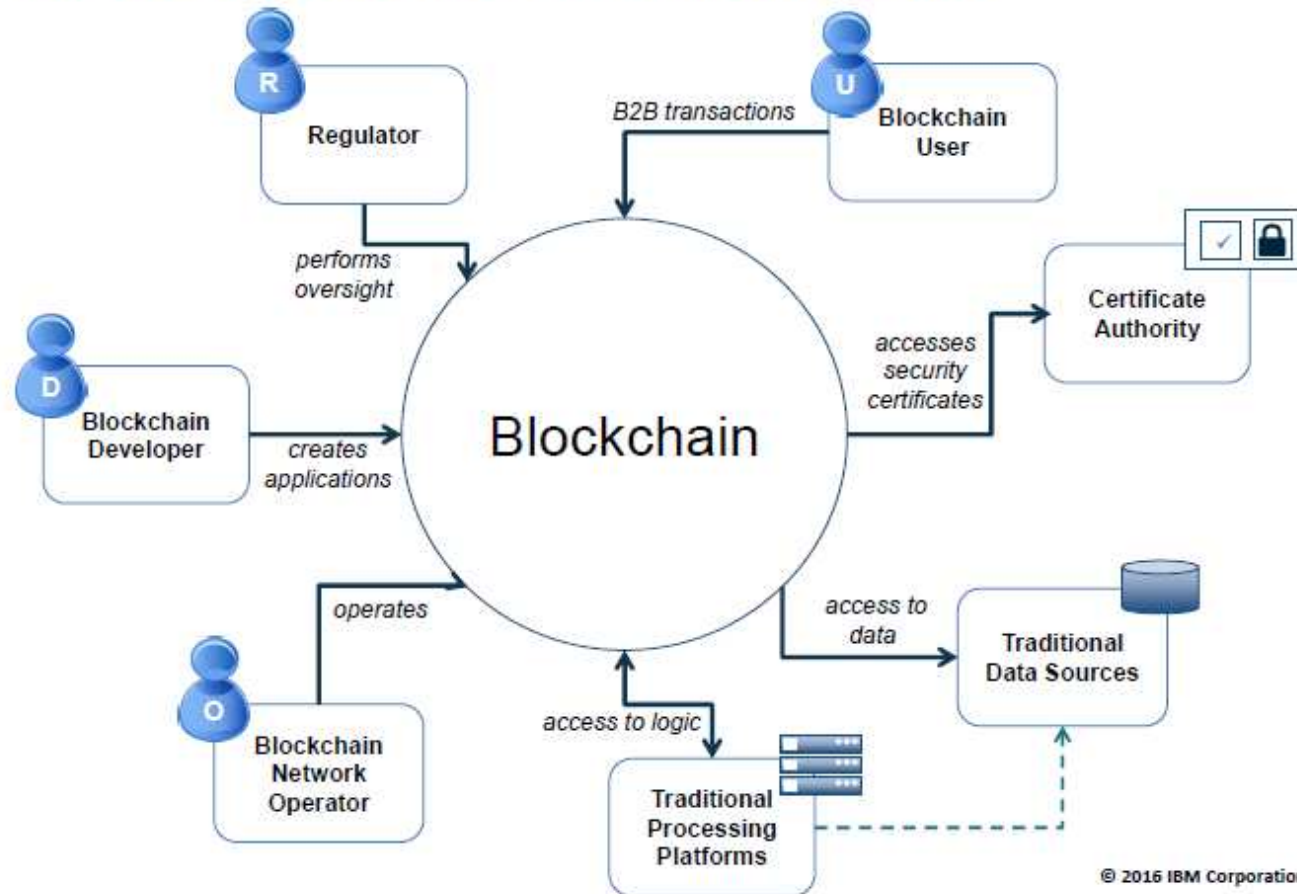 R
Regulator
U
Blockchain
User
B2B transactions
performs
oversight
Certificate
Authority
accesses
security
certificates
D
Blockchain
Developer
creates
applications
Blockchain
operates
access to
data
Traditional
Data Sources
O
Blockchain
Network
Operator
access to logic
Traditional
Processing
Platforms
© 2016 IBM Corporation